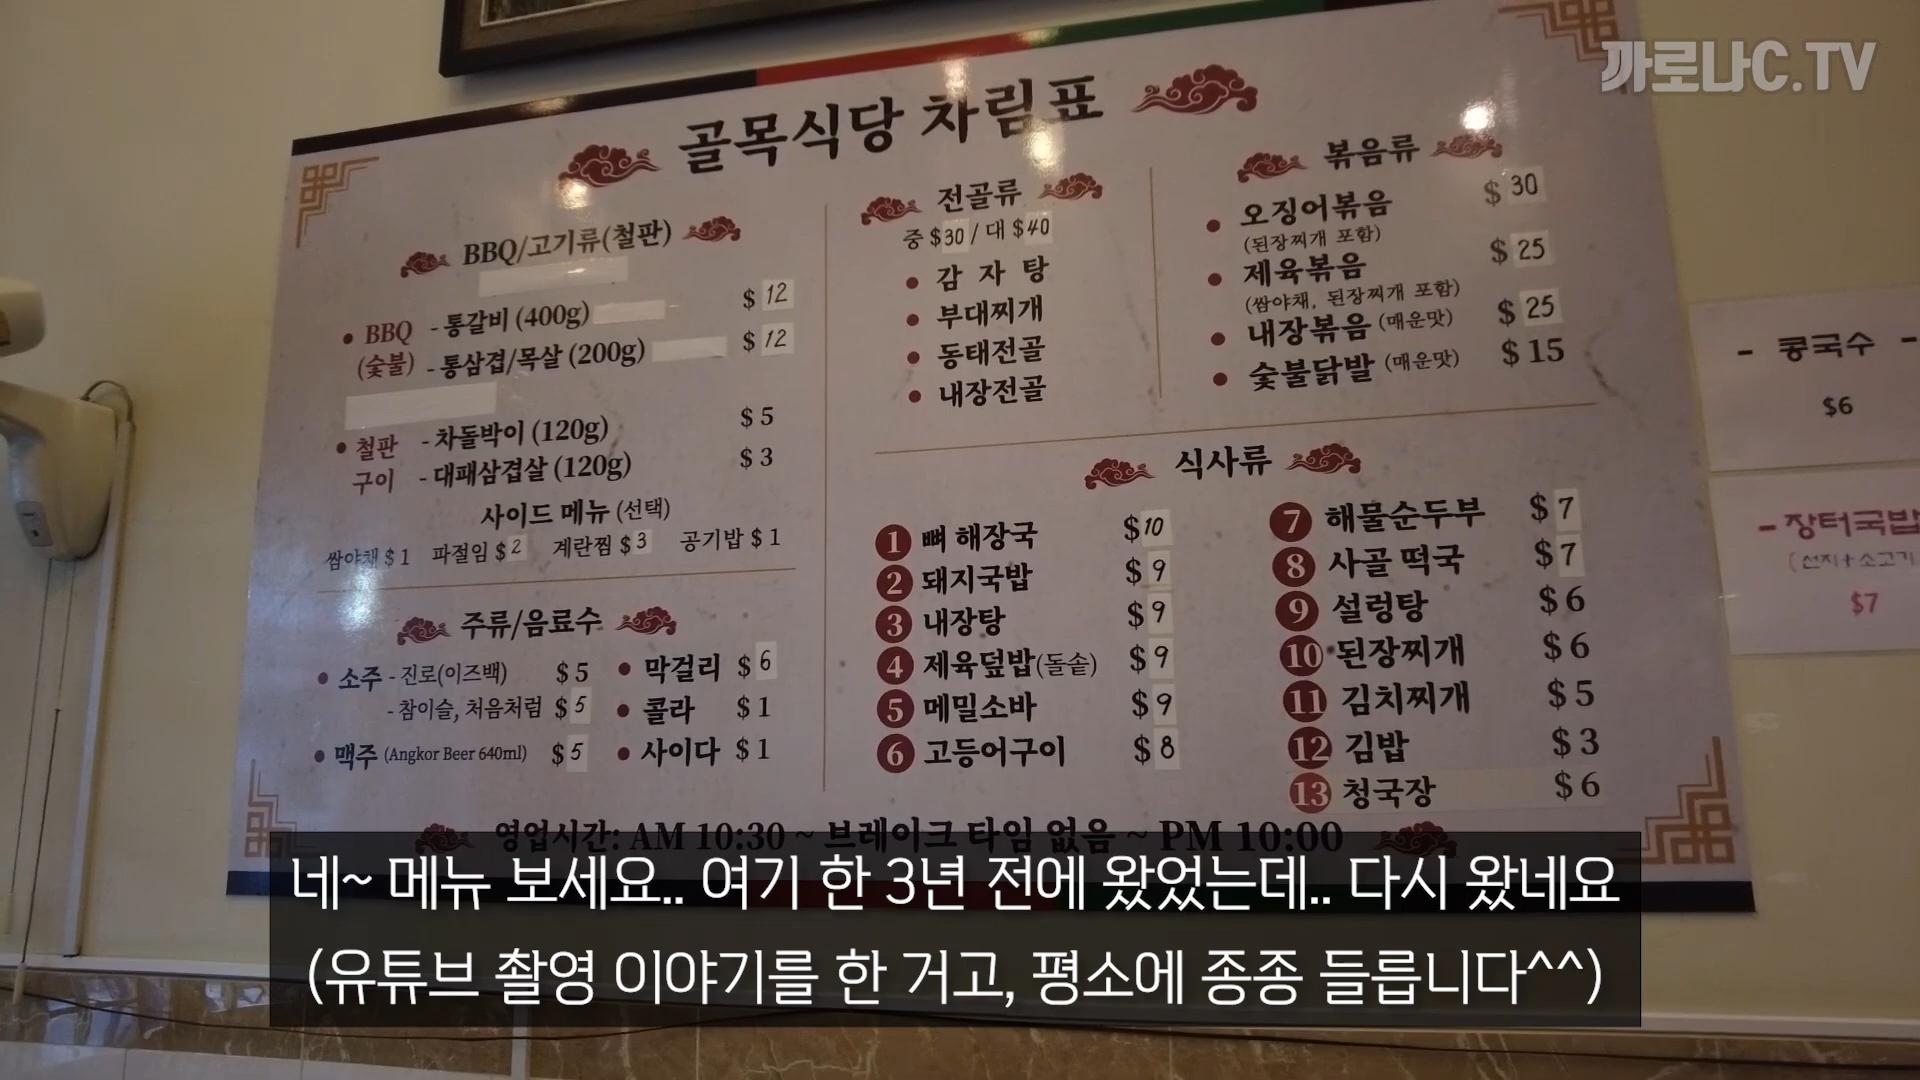 까로나C.TV
골목식당 차림표
BBQ/고기류(철판)
BBQ - 통갈비 (400g) $ 12
(숯불) - 통삼겹/목살 (200g) $ 12
철판 - 차돌박이 (120g) $ 5
구이 - 대패삼겹살 (120g) $ 3
사이드 메뉴 (선택)
쌈야채 $ 1 파절임 $ 2 계란찜 $ 3 공기밥 $ 1
주류/음료수
소주 - 진로(이즈백) $ 5
- 참이슬, 처음처럼 $ 5
맥주 (Angkor Beer 640ml) $ 5
막걸리 $ 6
콜라 $ 1
사이다 $ 1
전골류
중 $30 / 대 $40
감 자 탕
부대찌개
동태전골
내장전골
볶음류
오징어볶음 $ 30
(된장찌개 포함)
제육볶음 $ 25
(쌈야채, 된장찌개 포함)
내장볶음 (매운맛) $ 25
숯불닭발 (매운맛) $ 15
식사류
1 뼈 해장국 $10
2 돼지국밥 $ 9
3 내장탕 $ 9
4 제육덮밥(돌솥) $ 9
5 메밀소바 $ 9
6 고등어구이 $ 8
7 해물순두부 $ 7
8 사골 떡국 $ 7
9 설렁탕 $ 6
10 된장찌개 $ 6
11 김치찌개 $ 5
12 김밥 $ 3
13 청국장 $ 6
영업시간: AM 10:30 ~ 브레이크 타임 없음 ~ PM 10:00
- 콩국수 -
$6
- 장터국밥
(선지+소고기
$7
네~ 메뉴 보세요.. 여기 한 3년 전에 왔었는데.. 다시 왔네요
(유튜브 촬영 이야기를 한 거고, 평소에 종종 들릅니다^^)